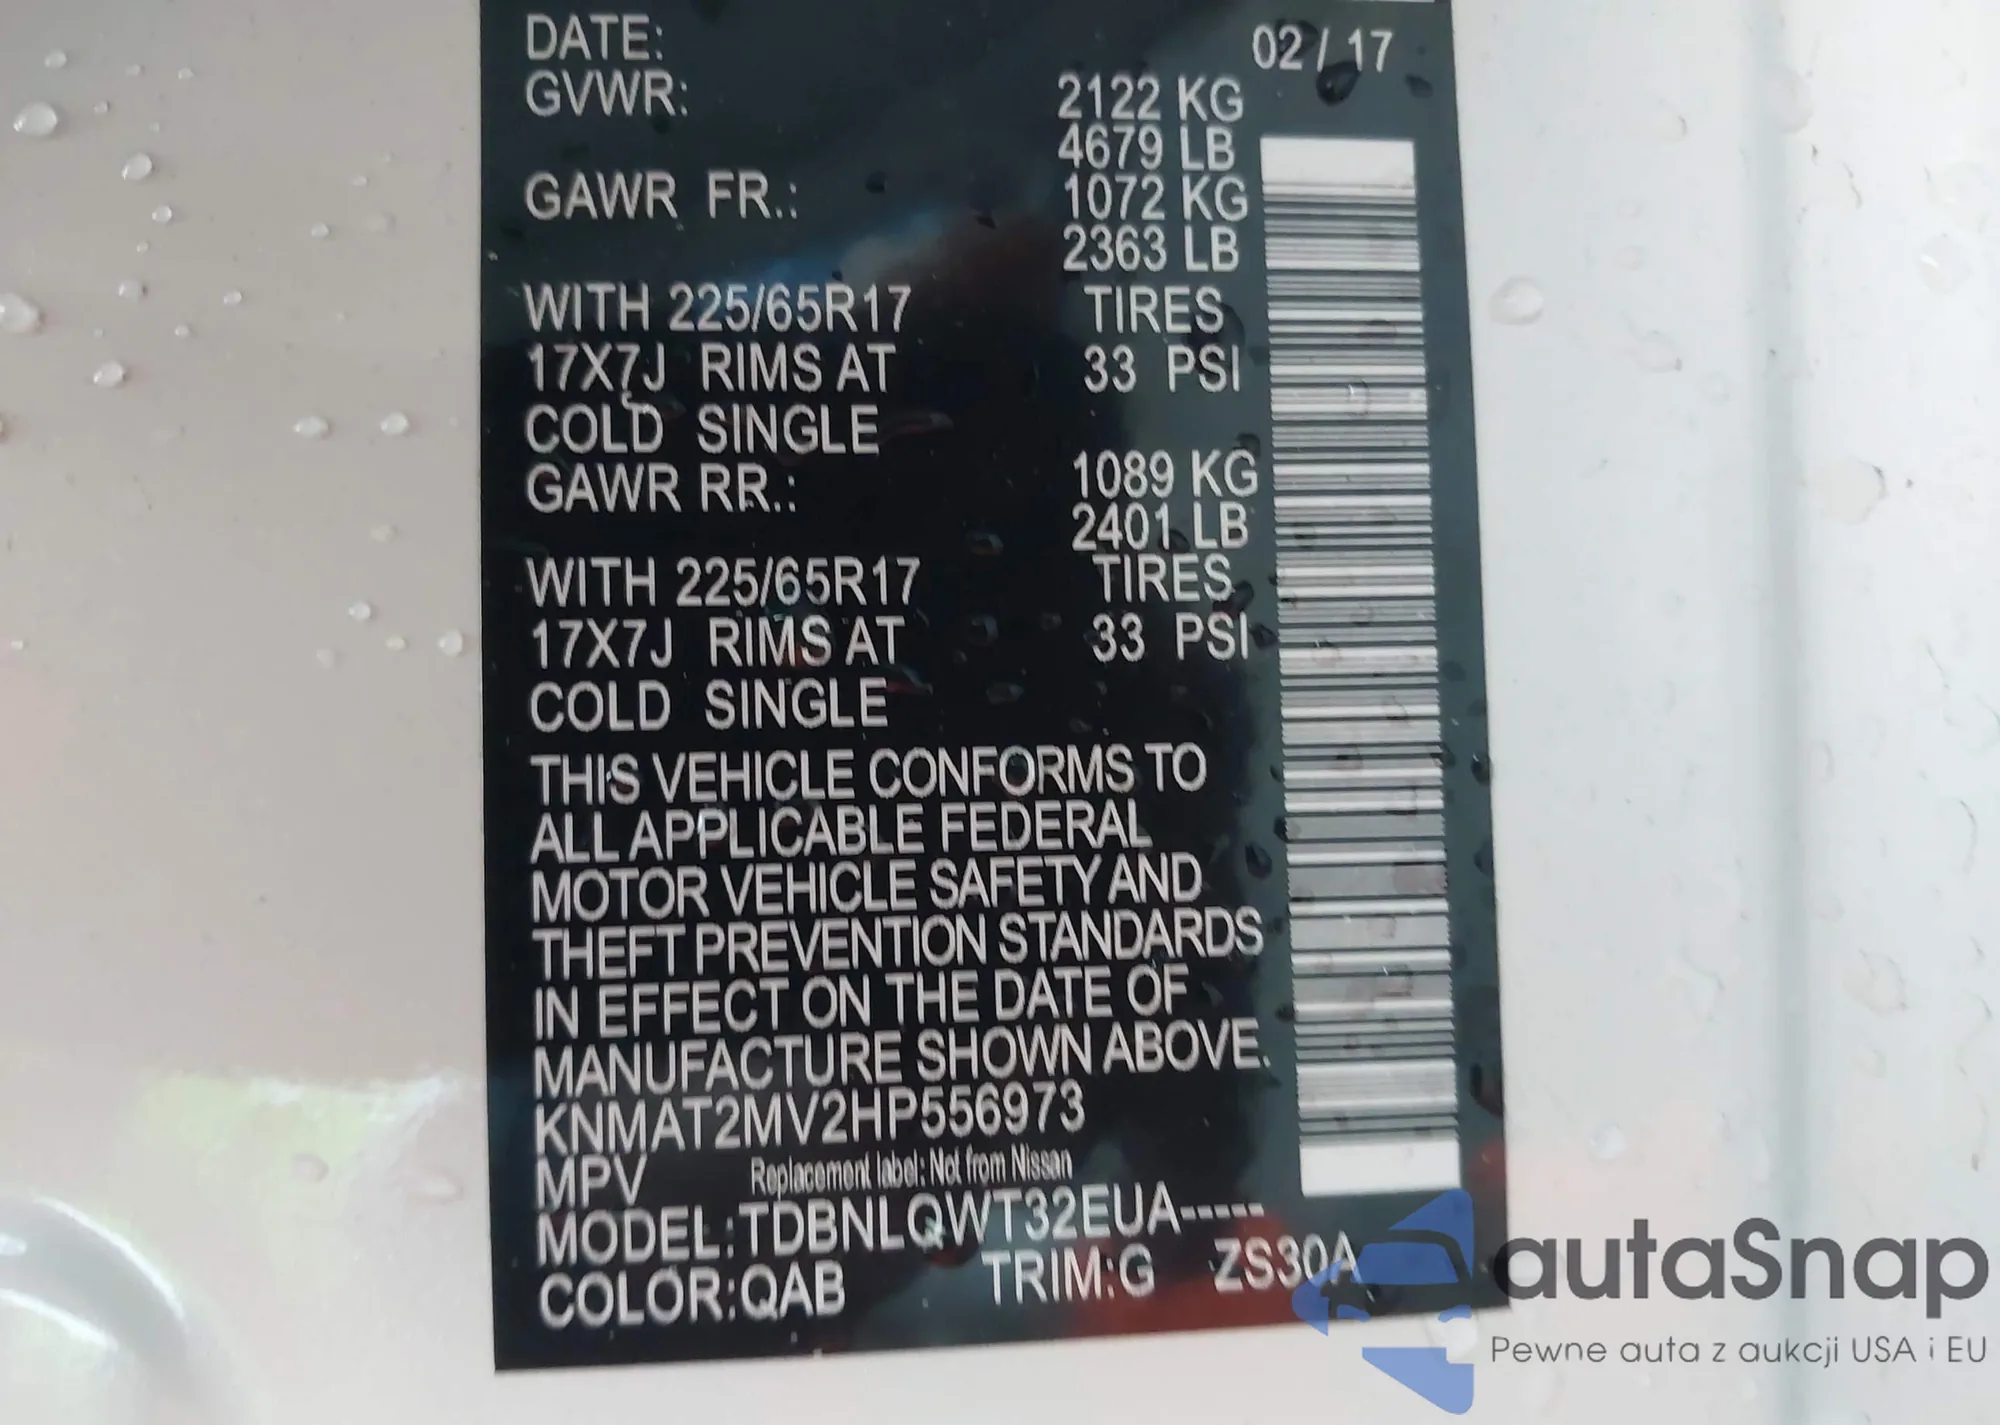 DATE: 02 / 17
GVWR: 2122 KG
4679 LB
GAWR FR.: 1072 KG
2363 LB
WITH 225/65R17 TIRES
17X7J RIMS AT 33 PSI
COLD SINGLE
GAWR RR.: 1089 KG
2401 LB
WITH 225/65R17 TIRES
17X7J RIMS AT 33 PSI
COLD SINGLE
THIS VEHICLE CONFORMS TO
ALL APPLICABLE FEDERAL
MOTOR VEHICLE SAFETY AND
THEFT PREVENTION STANDARDS
IN EFFECT ON THE DATE OF
MANUFACTURE SHOWN ABOVE.
KNMAT2MV2HP556973
MPV Replacement label: Not from Nissan
MODEL:TDBNLQWT32EUA-----
COLOR:QAB TRIM:G ZS30A
autaSnap
Pewne auta z aukcji USA i EU